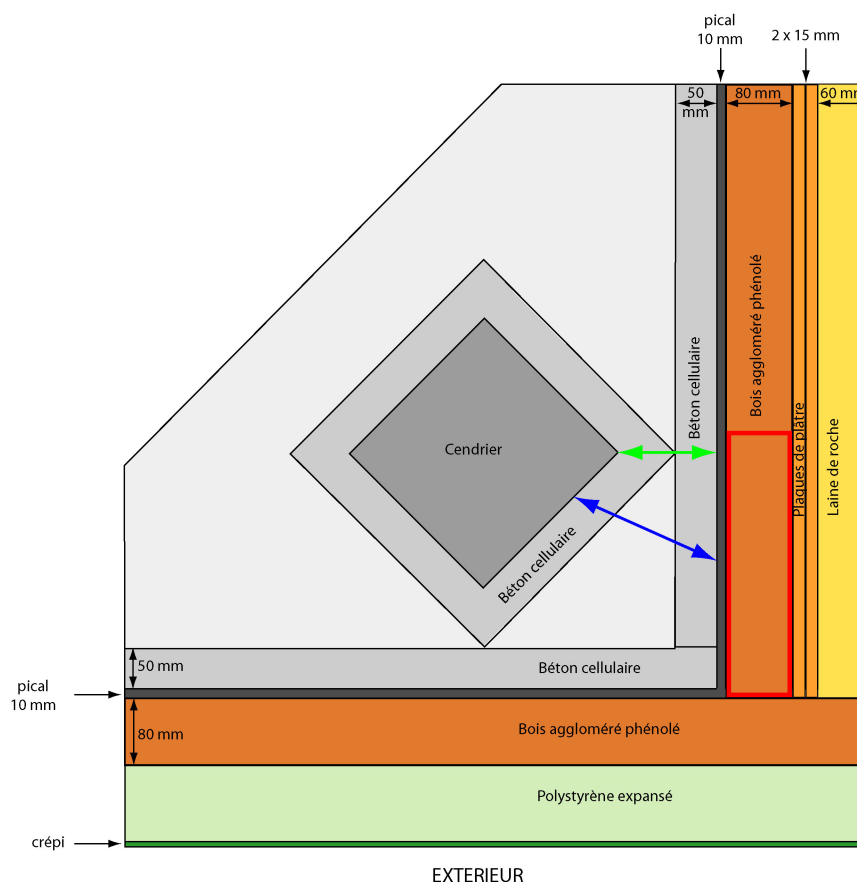 pical
10 mm
2 x 15 mm
50
mm
80 mm
60 mm
Bois aggloméré phénolé
Béton cellulaire
Plaques de plâtre
Laine de roche
Cendrier
Béton cellulaire
50 mm
Béton cellulaire
pical
10 mm
80 mm
Bois aggloméré phénolé
Polystyrène expansé
crépi
EXTERIEUR